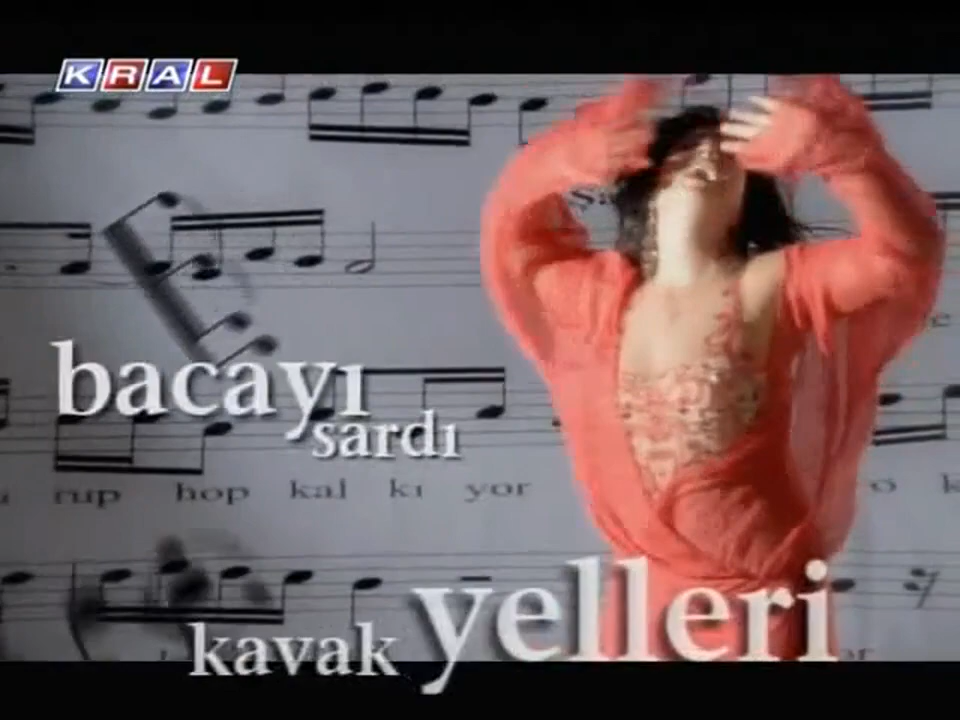 KRAL
bacayı
sardı
rup hop kal kı yor
kavak yelleri